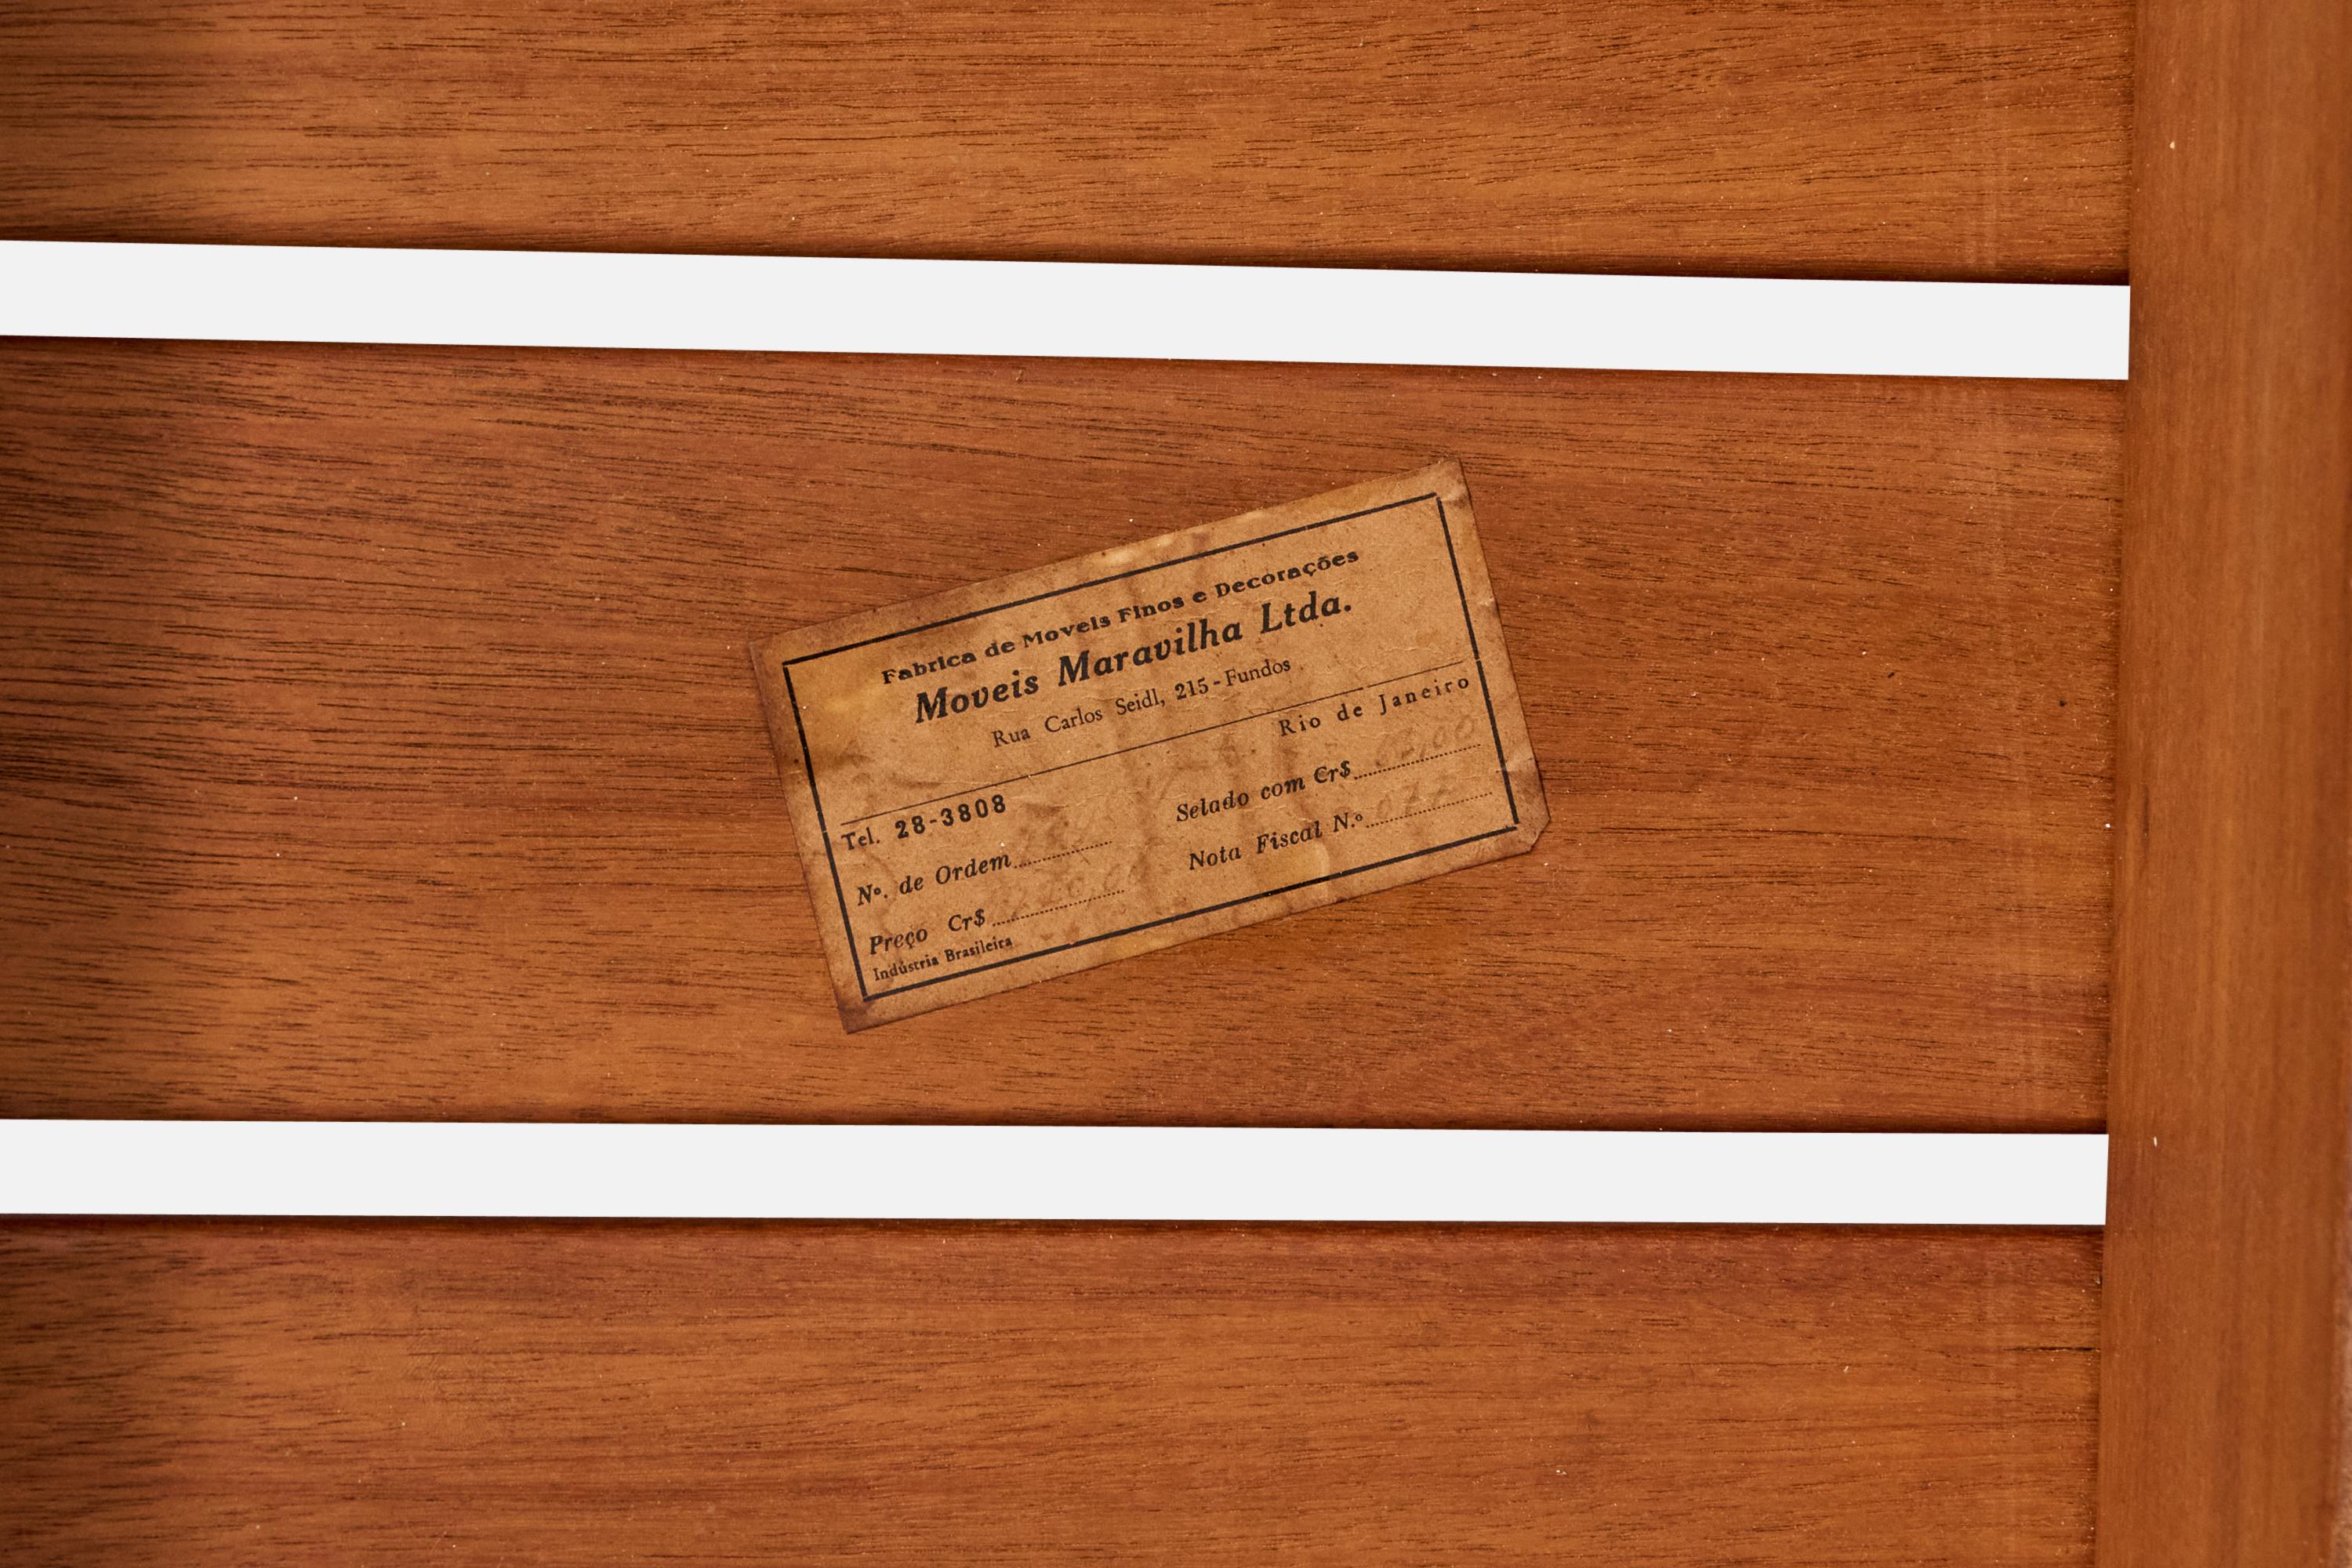 Fabrica de Moveis Finos e Decorações
Moveis Maravilha Ltda.
Rua Carlos Seidl, 215 - Fundos
Rio de Janeiro
Tel. 28-3808
Selado com Cr$
Nº. de Ordem
Nota Fiscal N.º
Preço Cr$
Indústria Brasileira